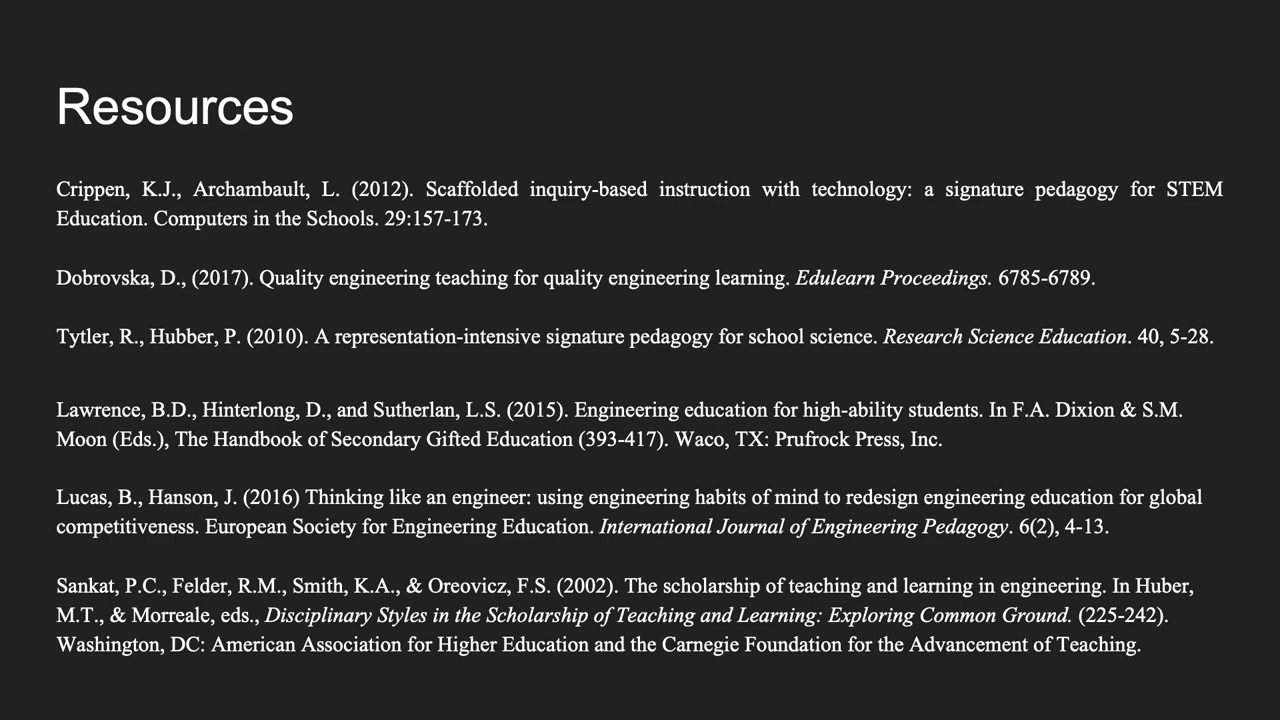 Resources
Crippen, K.J., Archambault, L. (2012). Scaffolded inquiry-based instruction with technology: a signature pedagogy for STEM
Education. Computers in the Schools. 29:157-173.
Dobrovska, D., (2017). Quality engineering teaching for quality engineering learning. Edulearn Proceedings. 6785-6789.
Tytler, R., Hubber, P. (2010). A representation-intensive signature pedagogy for school science. Research Science Education. 40, 5-28.
Lawrence, B.D., Hinterlong, D., and Sutherlan, L.S. (2015). Engineering education for high-ability students. In F.A. Dixion & S.M.
Moon (Eds.), The Handbook of Secondary Gifted Education (393-417). Waco, TX: Prufrock Press, Inc.
Lucas, B., Hanson, J. (2016) Thinking like an engineer: using engineering habits of mind to redesign engineering education for global
competitiveness. European Society for Engineering Education. International Journal of Engineering Pedagogy. 6(2), 4-13.
Sankat, P.C., Felder, R.M., Smith, K.A., & Oreovicz, F.S. (2002). The scholarship of teaching and learning in engineering. In Huber,
M.T., & Morreale, eds., Disciplinary Styles in the Scholarship of Teaching and Learning: Exploring Common Ground. (225-242).
Washington, DC: American Association for Higher Education and the Carnegie Foundation for the Advancement of Teaching.